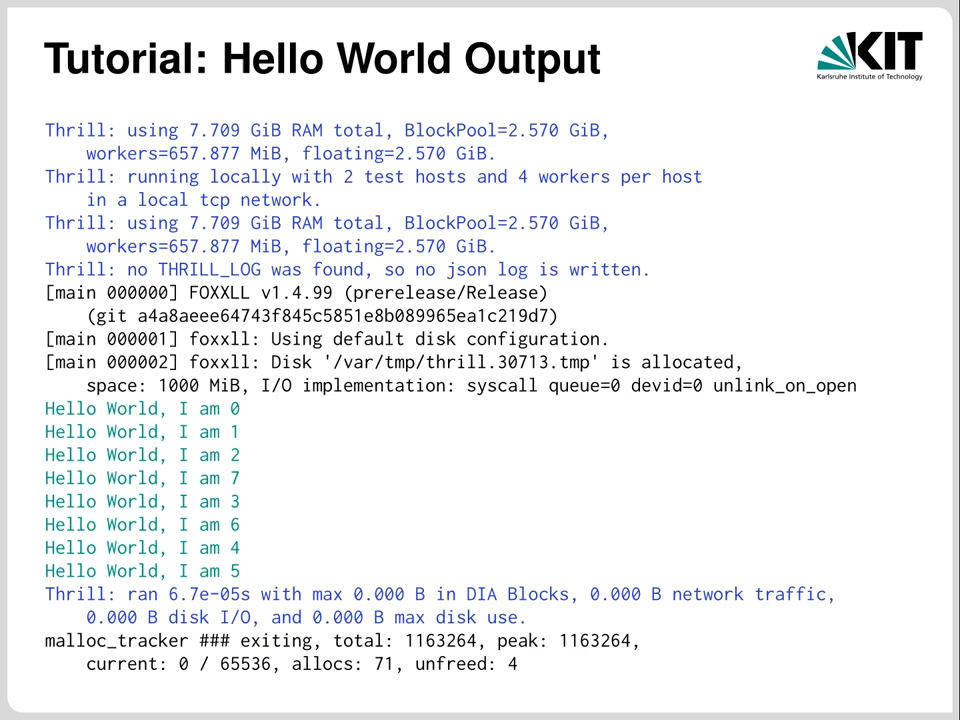 Tutorial: Hello World Output
KIT
Karlsruhe Institute of Technology
Thrill: using 7.709 GiB RAM total, BlockPool=2.570 GiB,
workers=657.877 MiB, floating=2.570 GiB.
Thrill: running locally with 2 test hosts and 4 workers per host
in a local tcp network.
Thrill: using 7.709 GiB RAM total, BlockPool=2.570 GiB,
workers=657.877 MiB, floating=2.570 GiB.
Thrill: no THRILL_LOG was found, so no json log is written.
[main 000000] FOXXLL v1.4.99 (prerelease/Release)
(git a4a8aeee64743f845c5851e8b089965ea1c219d7)
[main 000001] foxxll: Using default disk configuration.
[main 000002] foxxll: Disk '/var/tmp/thrill.30713.tmp' is allocated,
space: 1000 MiB, I/O implementation: syscall queue=0 devid=0 unlink_on_open
Hello World, I am 0
Hello World, I am 1
Hello World, I am 2
Hello World, I am 7
Hello World, I am 3
Hello World, I am 6
Hello World, I am 4
Hello World, I am 5
Thrill: ran 6.7e-05s with max 0.000 B in DIA Blocks, 0.000 B network traffic,
0.000 B disk I/O, and 0.000 B max disk use.
malloc_tracker ### exiting, total: 1163264, peak: 1163264,
current: 0 / 65536, allocs: 71, unfreed: 4